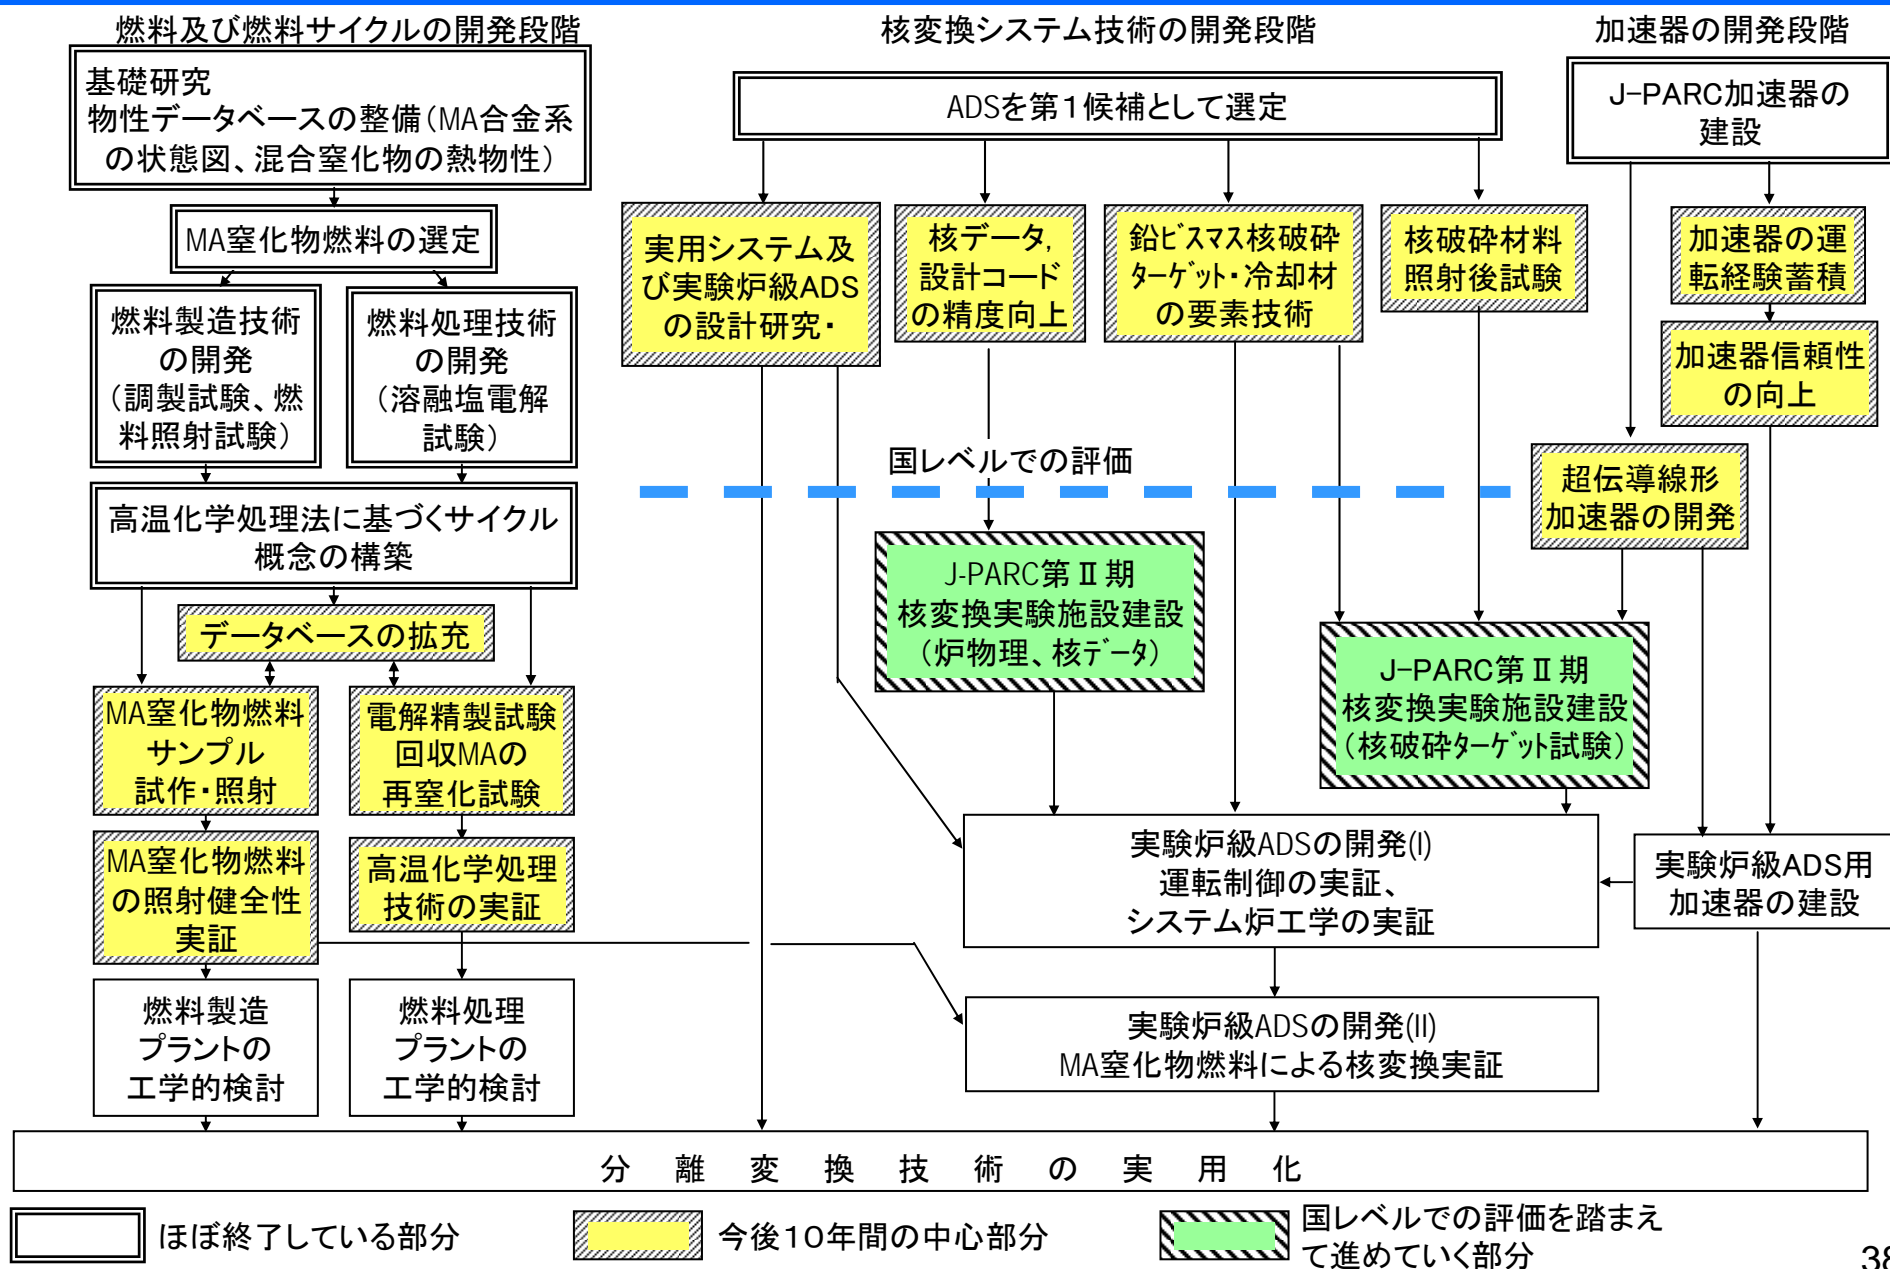 燃料及び燃料サイクルの開発段階
基礎研究
物性データベースの整備(MA合金系
の状態図、混合窒化物の熱物性)
MA窒化物燃料の選定
燃料製造技術
の開発
(調製試験、燃
料照射試験)
燃料処理技術
の開発
(溶融塩電解
試験)
高温化学処理法に基づくサイクル
概念の構築
データベースの拡充
MA窒化物燃料
サンプル
試作・照射
電解精製試験
回収MAの
再窒化試験
MA窒化物燃料
の照射健全性
実証
高温化学処理
技術の実証
燃料製造
プラントの
工学的検討
燃料処理
プラントの
工学的検討
核変換システム技術の開発段階
ADSを第1候補として選定
実用システム及
び実験炉級ADS
の設計研究・
核データ,
設計コード
の精度向上
鉛ビスマス核破砕
ターゲット・冷却材
の要素技術
核破砕材料
照射後試験
国レベルでの評価
J-PARC第Ⅱ期
核変換実験施設建設
(炉物理、核データ)
J-PARC第Ⅱ期
核変換実験施設建設
(核破砕ターゲット試験)
実験炉級ADSの開発(I)
運転制御の実証、
システム炉工学の実証
実験炉級ADSの開発(II)
MA窒化物燃料による核変換実証
加速器の開発段階
J-PARC加速器の
建設
加速器の運
転経験蓄積
加速器信頼性
の向上
超伝導線形
加速器の開発
実験炉級ADS用
加速器の建設
分離変換技術の実用化
ほぼ終了している部分
今後10年間の中心部分
国レベルでの評価を踏まえ
て進めていく部分
38